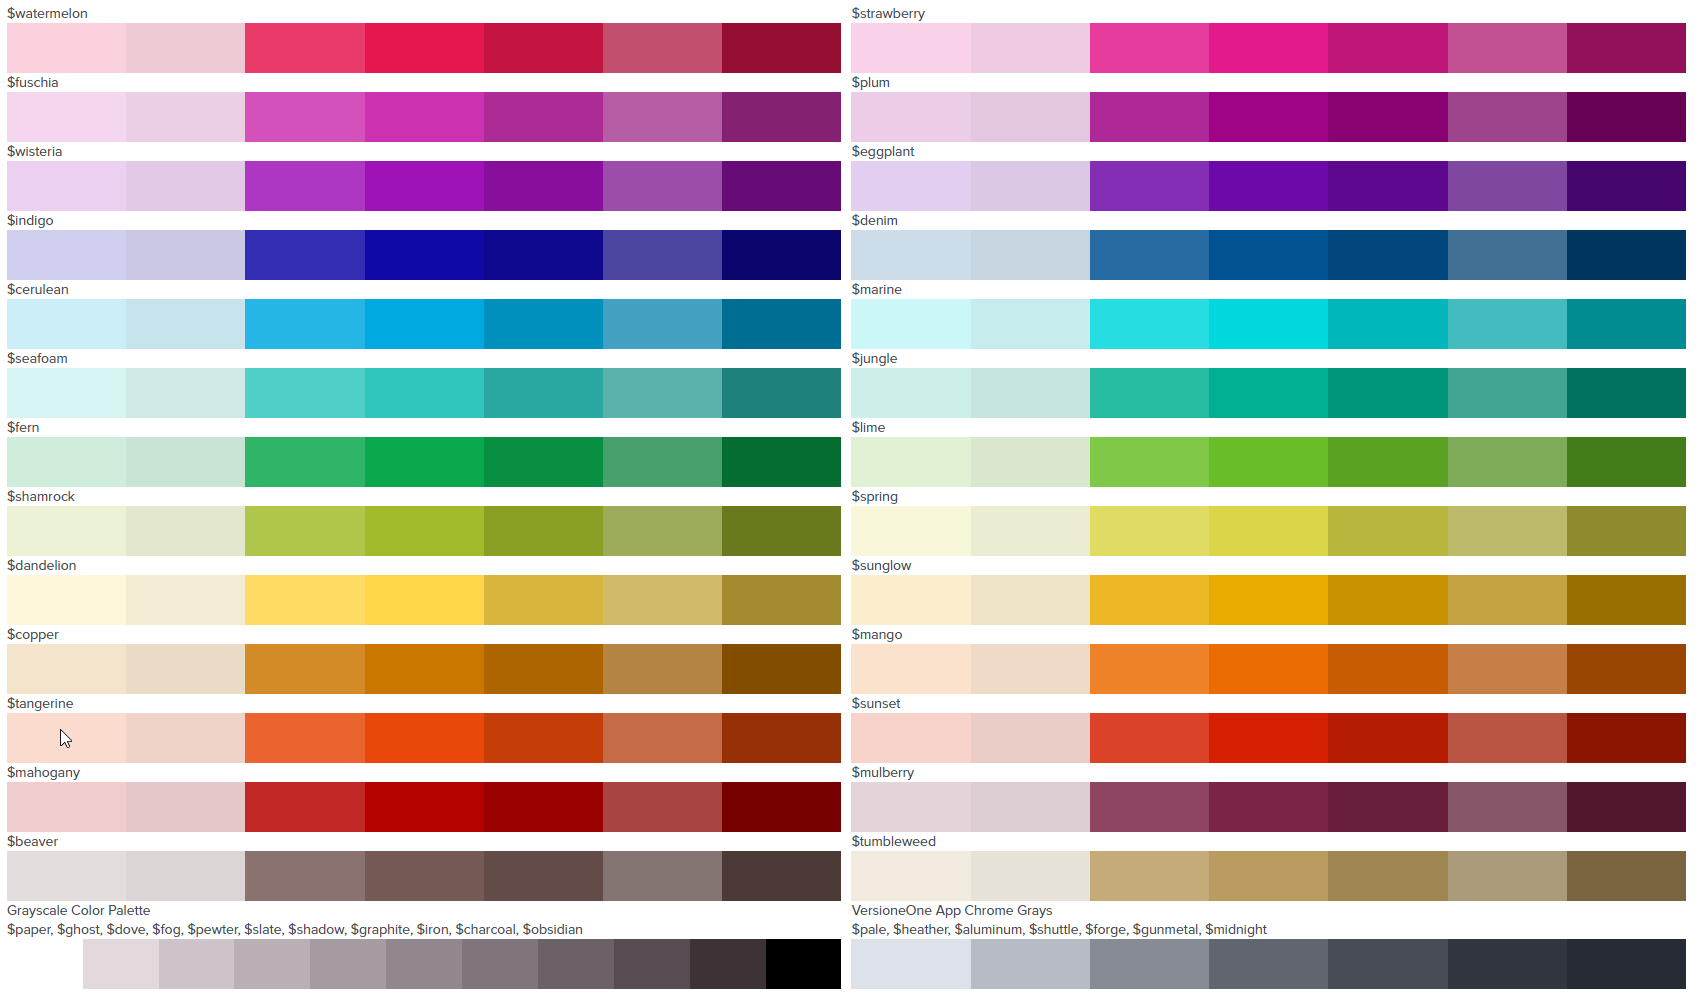 $watermelon
$strawberry
$fuschia
$plum
$wisteria
$eggplant
$indigo
$denim
$cerulean
$marine
$seafoam
$jungle
$fern
$lime
$shamrock
$spring
$dandelion
$sunglow
$copper
$mango
$tangerine
$sunset
$mahogany
$mulberry
$beaver
$tumbleweed
Grayscale Color Palette
$paper, $ghost, $dove, $fog, $pewter, $slate, $shadow, $graphite, $iron, $charcoal, $obsidian
VersioneOne App Chrome Grays
$pale, $heather, $aluminum, $shuttle, $forge, $gunmetal, $midnight